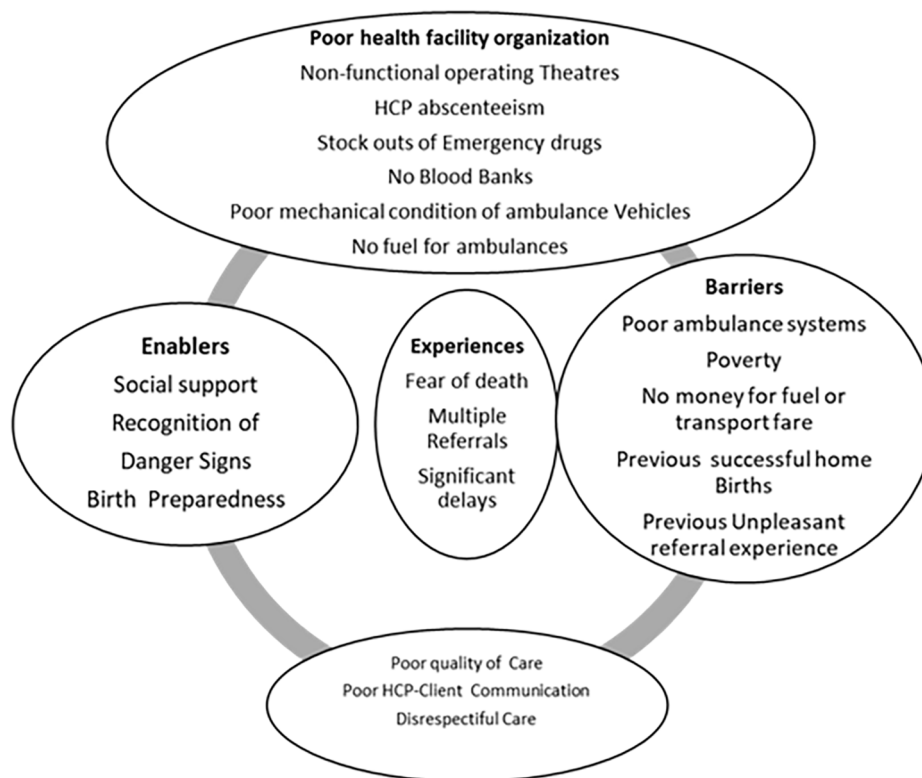 Poor health facility organization
Non-functional operating Theatres
HCP abscenteeism
Stock outs of Emergency drugs
No Blood Banks
Poor mechanical condition of ambulance Vehicles
No fuel for ambulances
Enablers
Social support
Recognition of
Danger Signs
Birth Preparedness
Experiences
Fear of death
Multiple
Referrals
Significant
delays
Barriers
Poor ambulance systems
Poverty
No money for fuel or
transport fare
Previous successful home
Births
Previous Unpleasant
referral experience
Poor quality of Care
Poor HCP-Client Communication
Disrespectiful Care